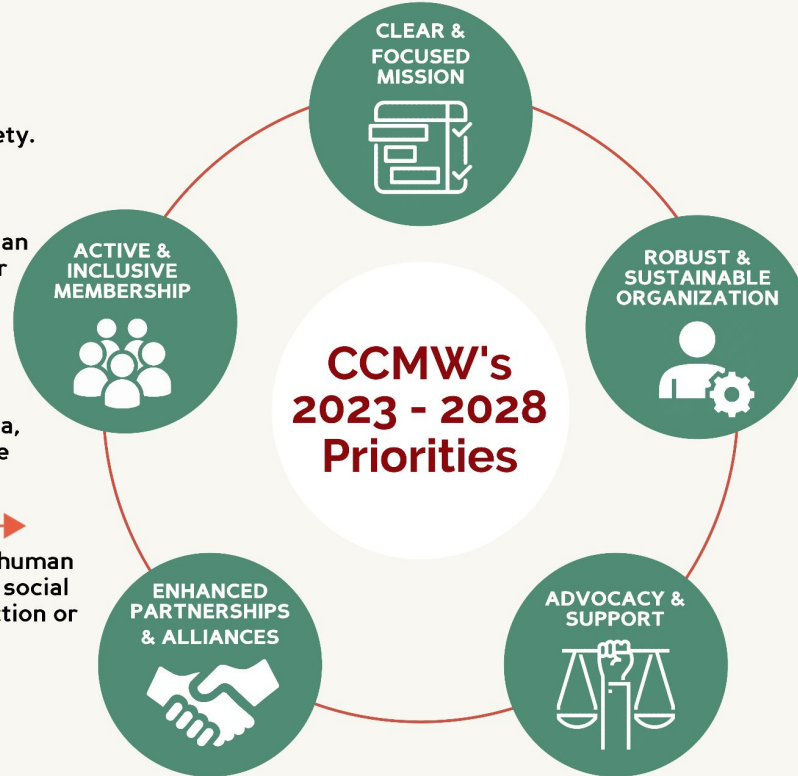 ety.
an
r
a,
e
human
social
tion or
CLEAR &
FOCUSED
MISSION
ACTIVE &
INCLUSIVE
MEMBERSHIP
ROBUST &
SUSTAINABLE
ORGANIZATION
CCMW's
2023 - 2028
Priorities
ENHANCED
PARTNERSHIPS
& ALLIANCES
ADVOCACY &
SUPPORT